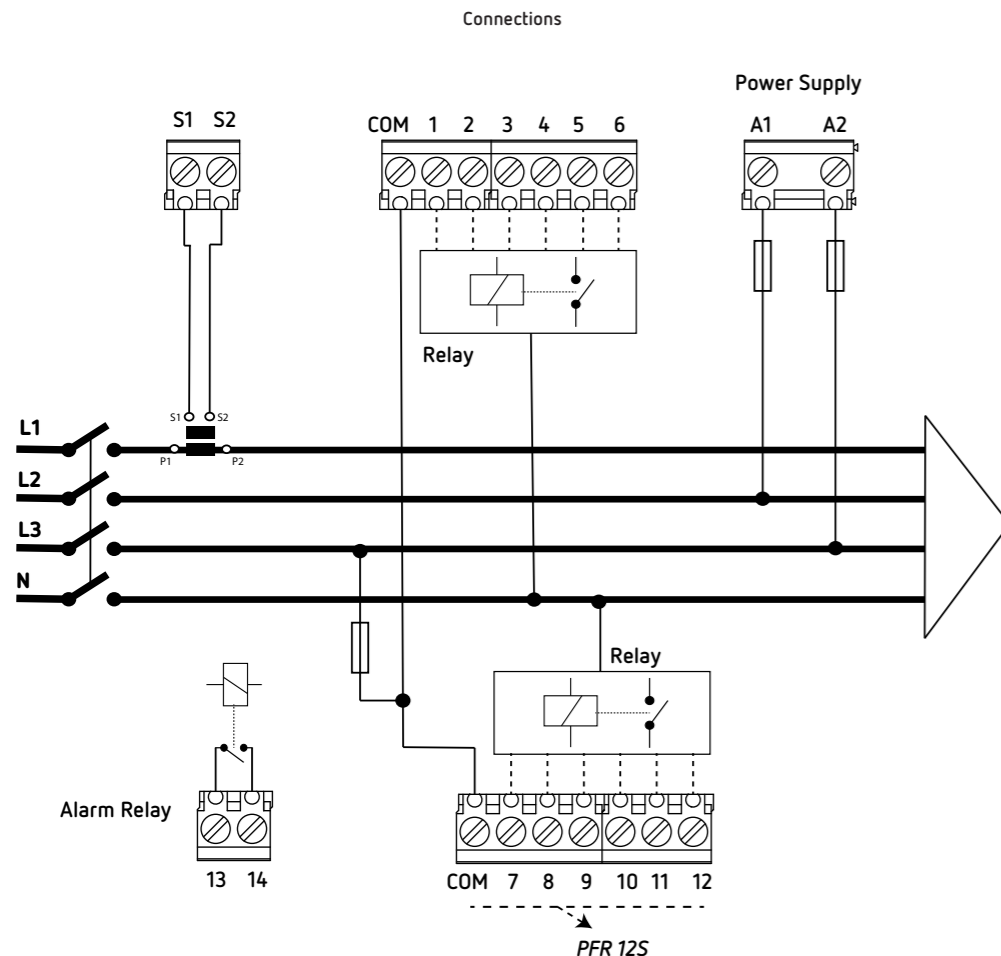 Connections
Power Supply
S1 S2
COM 1 2 3 4 5 6
A1 A2
Relay
S1 S2
L1
P1 P2
L2
L3
N
Relay
Alarm Relay
13 14
COM 7 8 9 10 11 12
PFR 12S